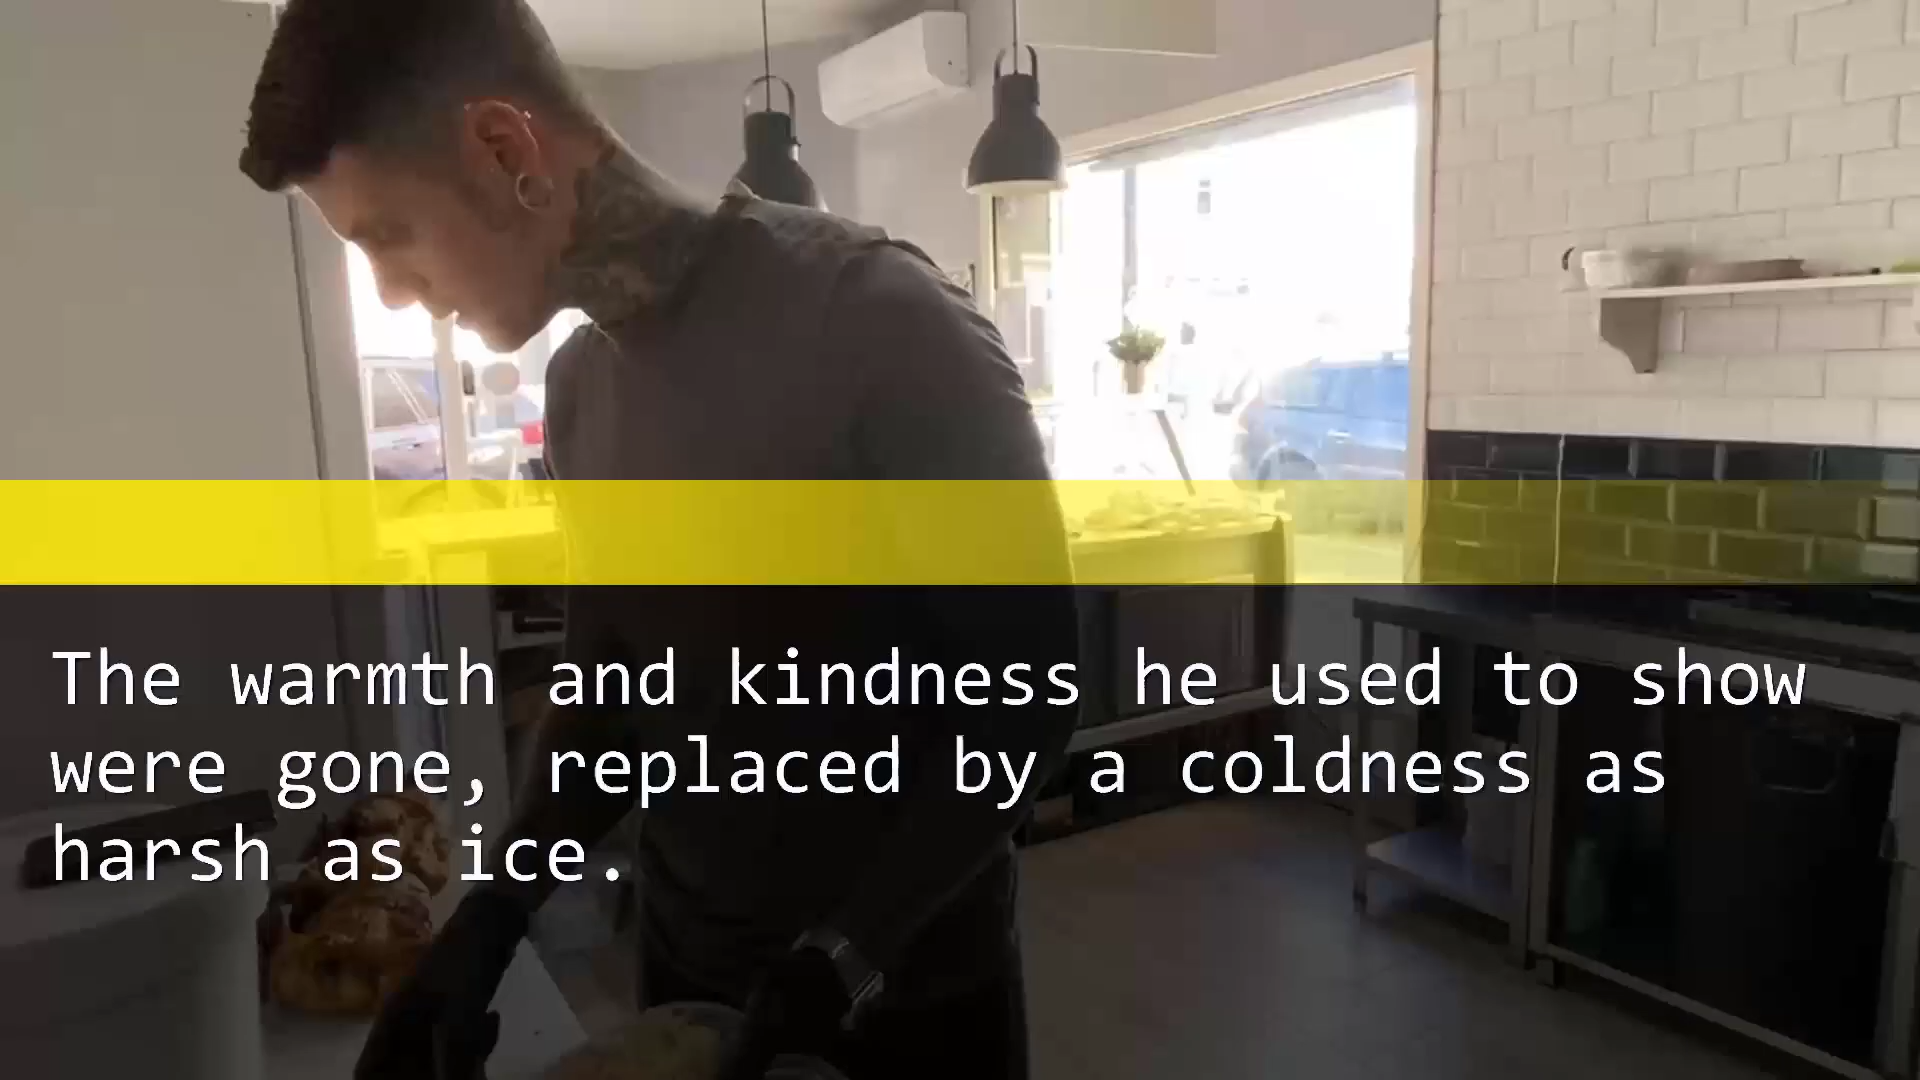 The warmth and kindness he used to show
were gone, replaced by a coldness as
harsh as ice.